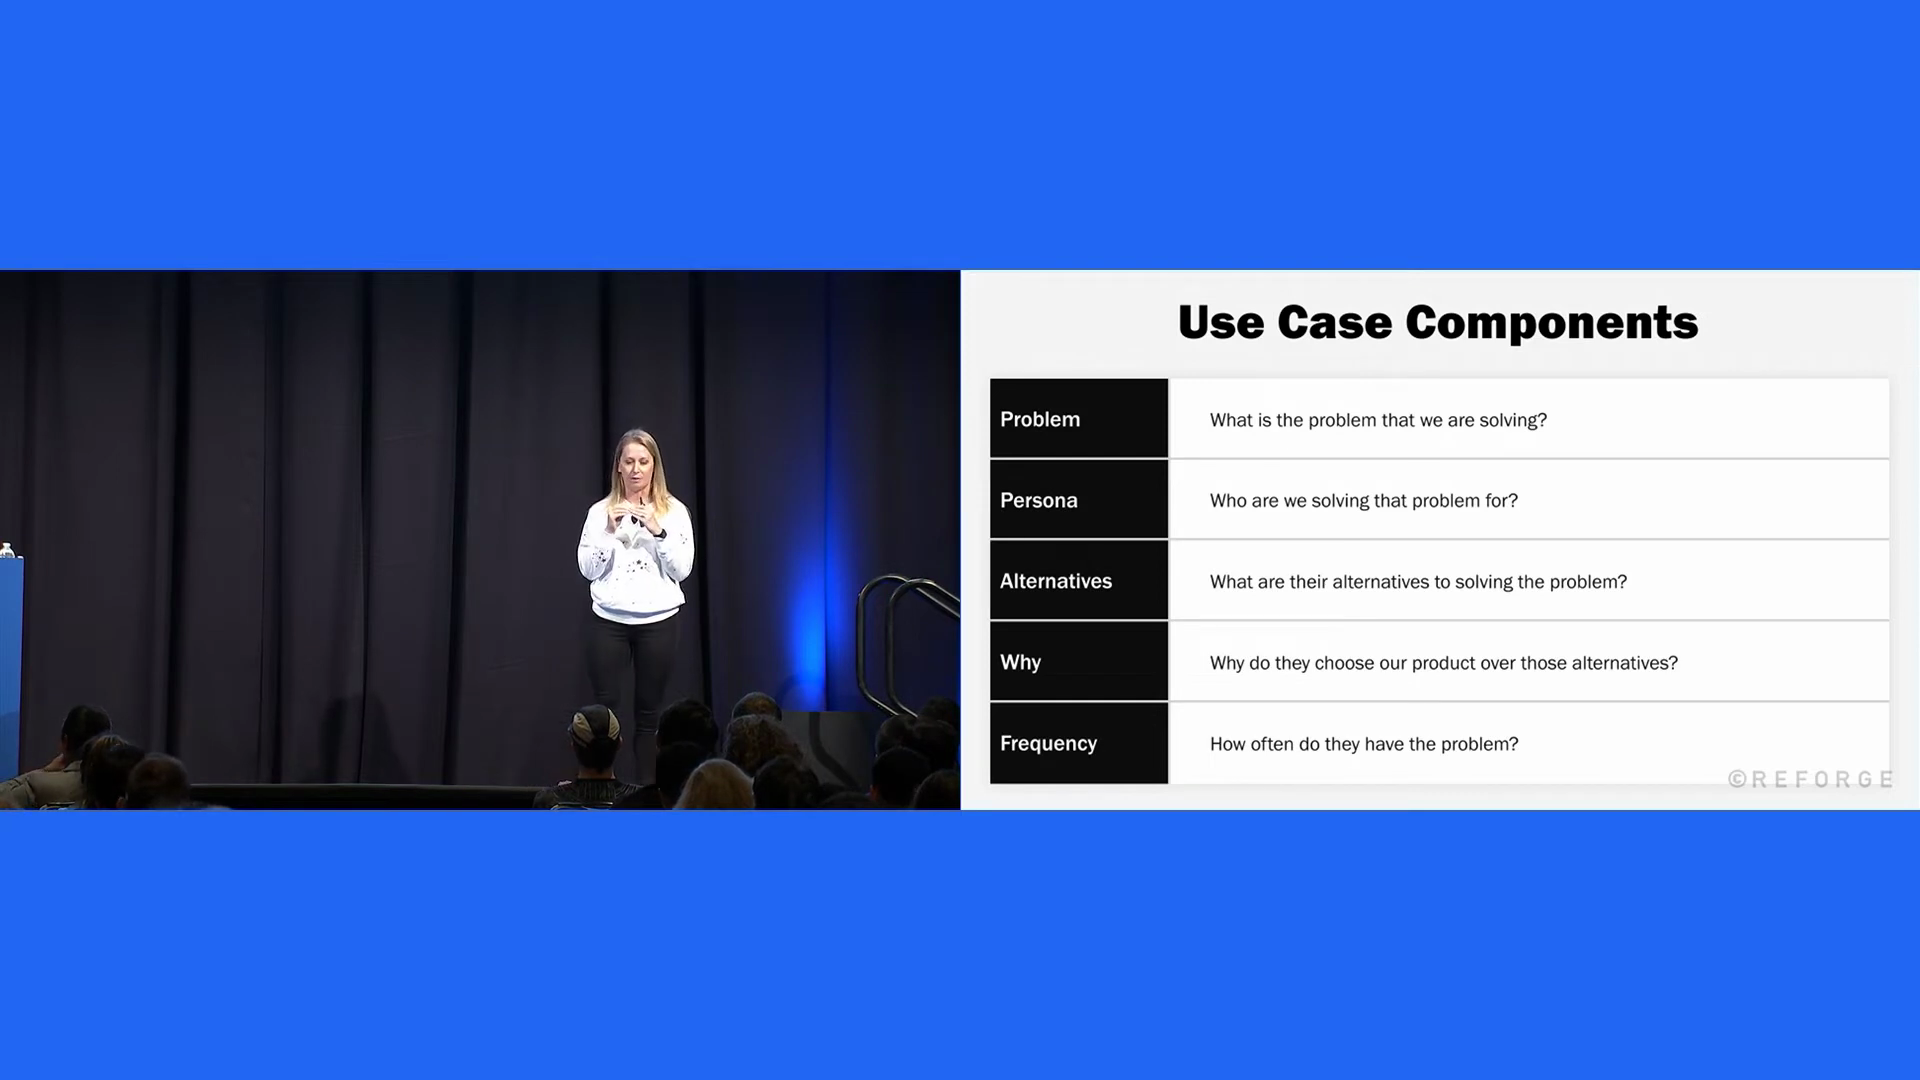 Use Case Components
Problem
What is the problem that we are solving?
Persona
Who are we solving that problem for?
Alternatives
What are their alternatives to solving the problem?
Why
Why do they choose our product over those alternatives?
Frequency
How often do they have the problem?
©REFORGE